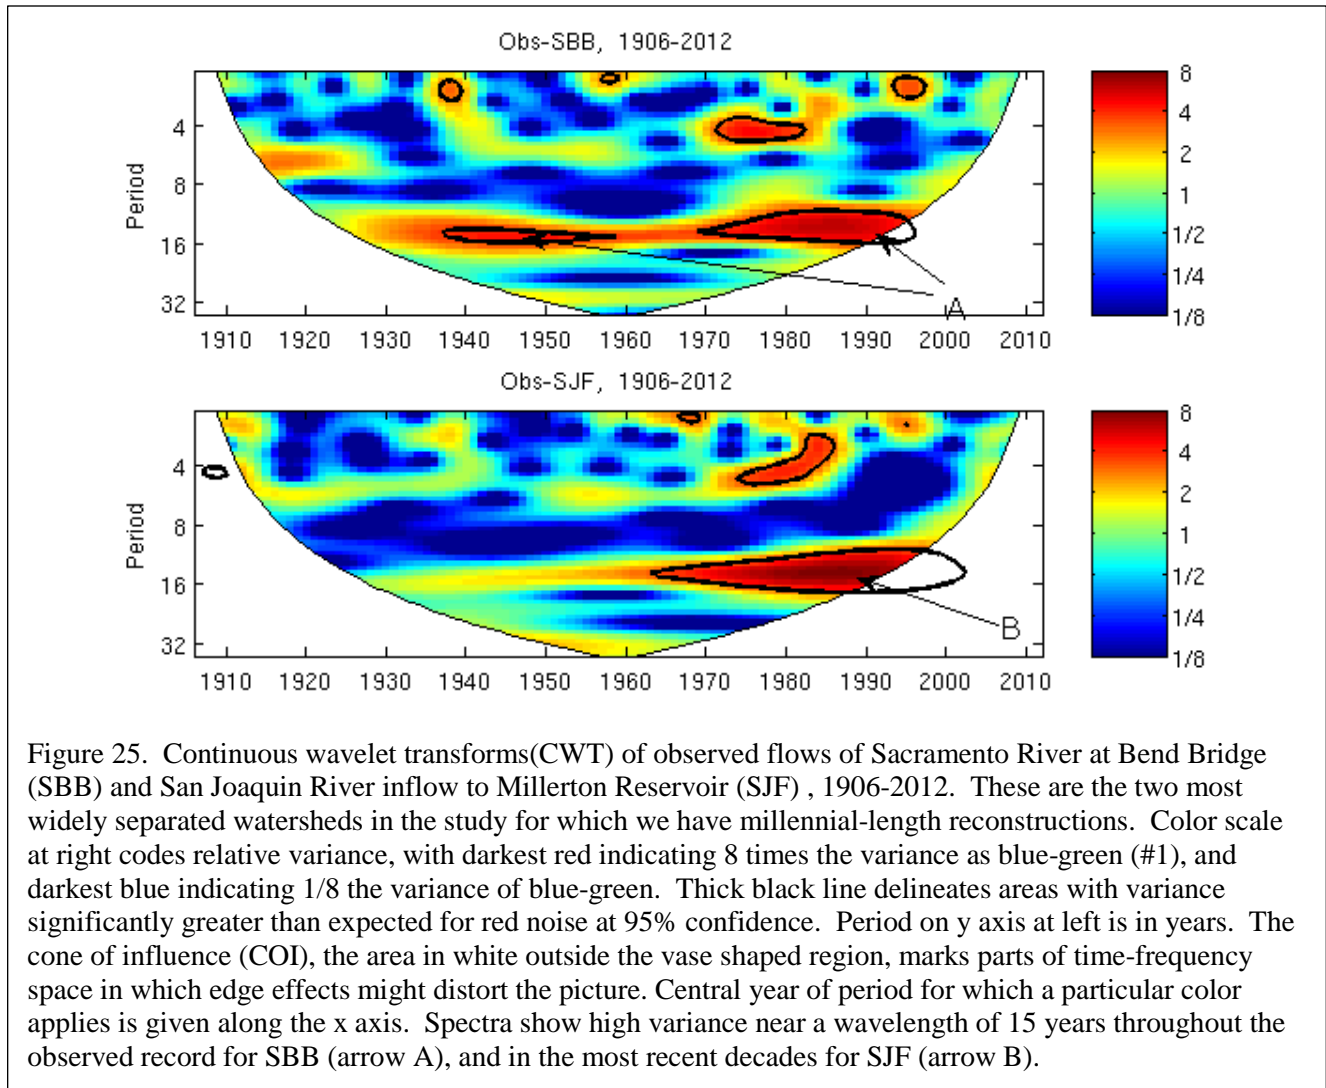 Obs-SBB, 1906-2012
Period
4
8
16
32
1910 1920 1930 1940 1950 1960 1970 1980 1990 2000 2010
8
4
2
1
1/2
1/4
1/8
A
Obs-SJF, 1906-2012
Period
4
8
16
32
1910 1920 1930 1940 1950 1960 1970 1980 1990 2000 2010
8
4
2
1
1/2
1/4
1/8
B
Figure 25.  Continuous wavelet transforms(CWT) of observed flows of Sacramento River at Bend Bridge
(SBB) and San Joaquin River inflow to Millerton Reservoir (SJF) , 1906-2012.  These are the two most
widely separated watersheds in the study for which we have millennial-length reconstructions.  Color scale
at right codes relative variance, with darkest red indicating 8 times the variance as blue-green (#1), and
darkest blue indicating 1/8 the variance of blue-green.  Thick black line delineates areas with variance
significantly greater than expected for red noise at 95% confidence.  Period on y axis at left is in years.  The
cone of influence (COI), the area in white outside the vase shaped region, marks parts of time-frequency
space in which edge effects might distort the picture. Central year of period for which a particular color
applies is given along the x axis.  Spectra show high variance near a wavelength of 15 years throughout the
observed record for SBB (arrow A), and in the most recent decades for SJF (arrow B).